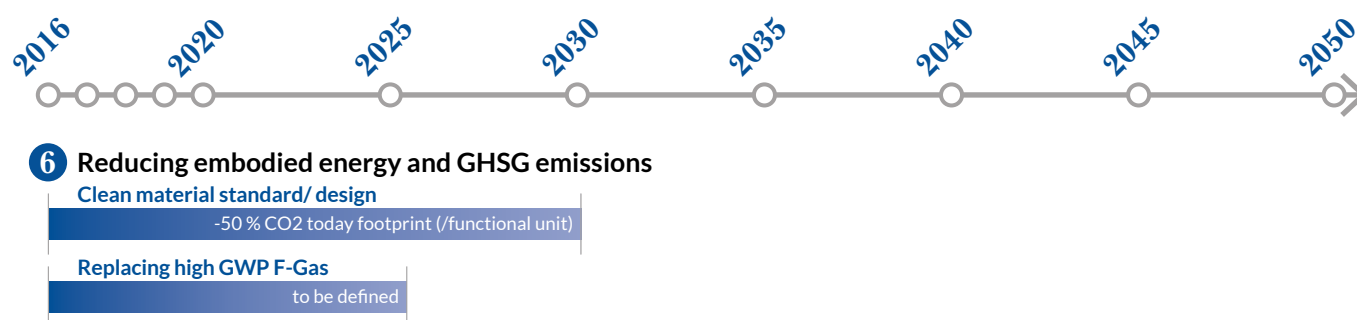 2016 2020 2025 2030 2035 2040 2045 2050
6 Reducing embodied energy and GHSG emissions
Clean material standard/ design
-50 % CO2 today footprint (/functional unit)
Replacing high GWP F-Gas
to be defined